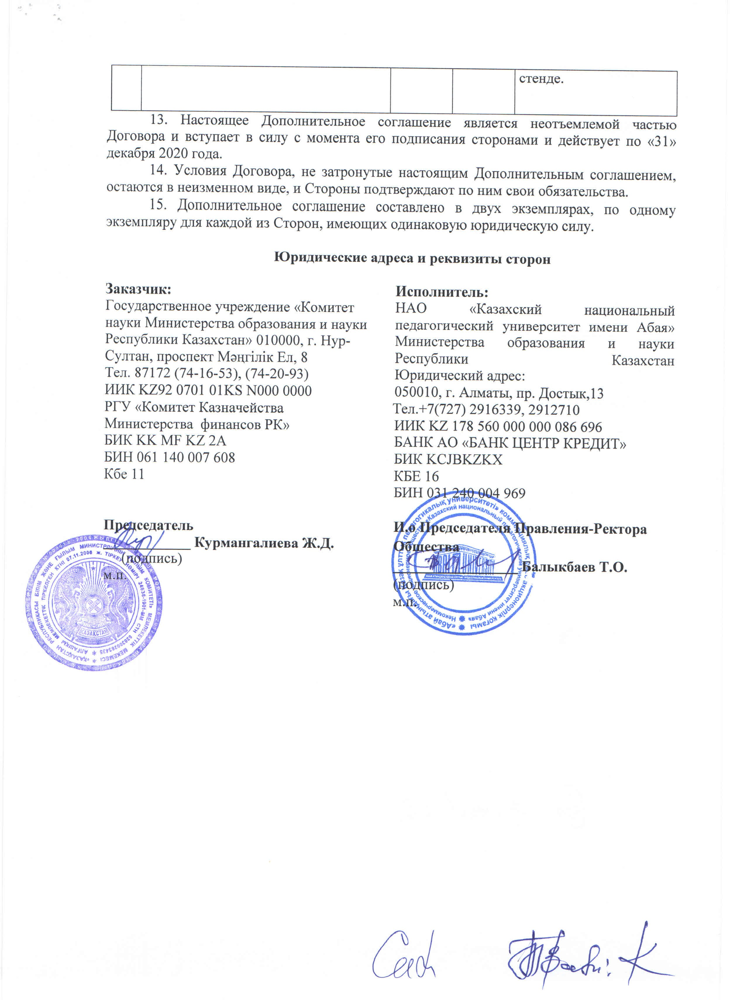 стенде.
13. Настоящее Дополнительное соглашение является неотъемлемой частью
Договора и вступает в силу с момента его подписания сторонами и действует по «31»
декабря 2020 года.
14. Условия Договора, не затронутые настоящим Дополнительным соглашением,
остаются в неизменном виде, и Стороны подтверждают по ним свои обязательства.
15. Дополнительное соглашение составлено в двух экземплярах, по одному
экземпляру для каждой из Сторон, имеющих одинаковую юридическую силу.
Юридические адреса и реквизиты сторон
Заказчик:
Государственное учреждение «Комитет
науки Министерства образования и науки
Республики Казахстан» 010000, г. Нур-
Султан, проспект Мәңгілік Ел, 8
Тел. 87172 (74-16-53), (74-20-93)
ИИК KZ92 0701 01KS N000 0000
РГУ «Комитет Казначейства
Министерства финансов РК»
БИК KK MF KZ 2A
БИН 061 140 007 608
Кбе 11
Председатель
Курмангалиева Ж.Д.
(подпись)
м.п.
Исполнитель:
НАО «Казахский национальный
педагогический университет имени Абая»
Министерства образования и науки
Республики Казахстан
Юридический адрес:
050010, г. Алматы, пр. Достык,13
Тел.+7(727) 2916339, 2912710
ИИК KZ 178 560 000 000 086 696
БАНК АО «БАНК ЦЕНТР КРЕДИТ»
БИК KCJBKZKX
КБЕ 16
БИН 031 240 004 969
И.о Председателя Правления-Ректора
Общества
Балыкбаев Т.О.
(подпись)
м.п.
ҚАЗАҚСТАН